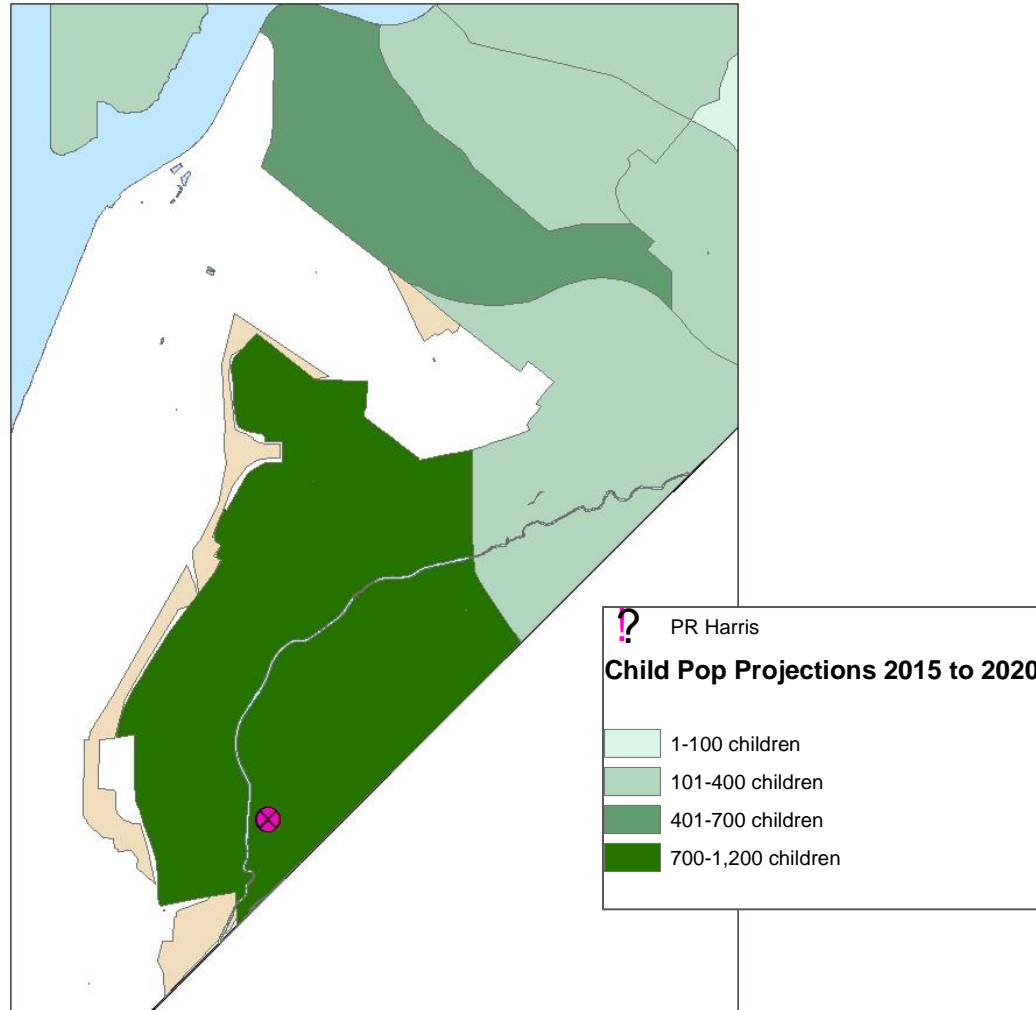 !? PR Harris
Child Pop Projections 2015 to 2020
1-100 children
101-400 children
401-700 children
700-1,200 children